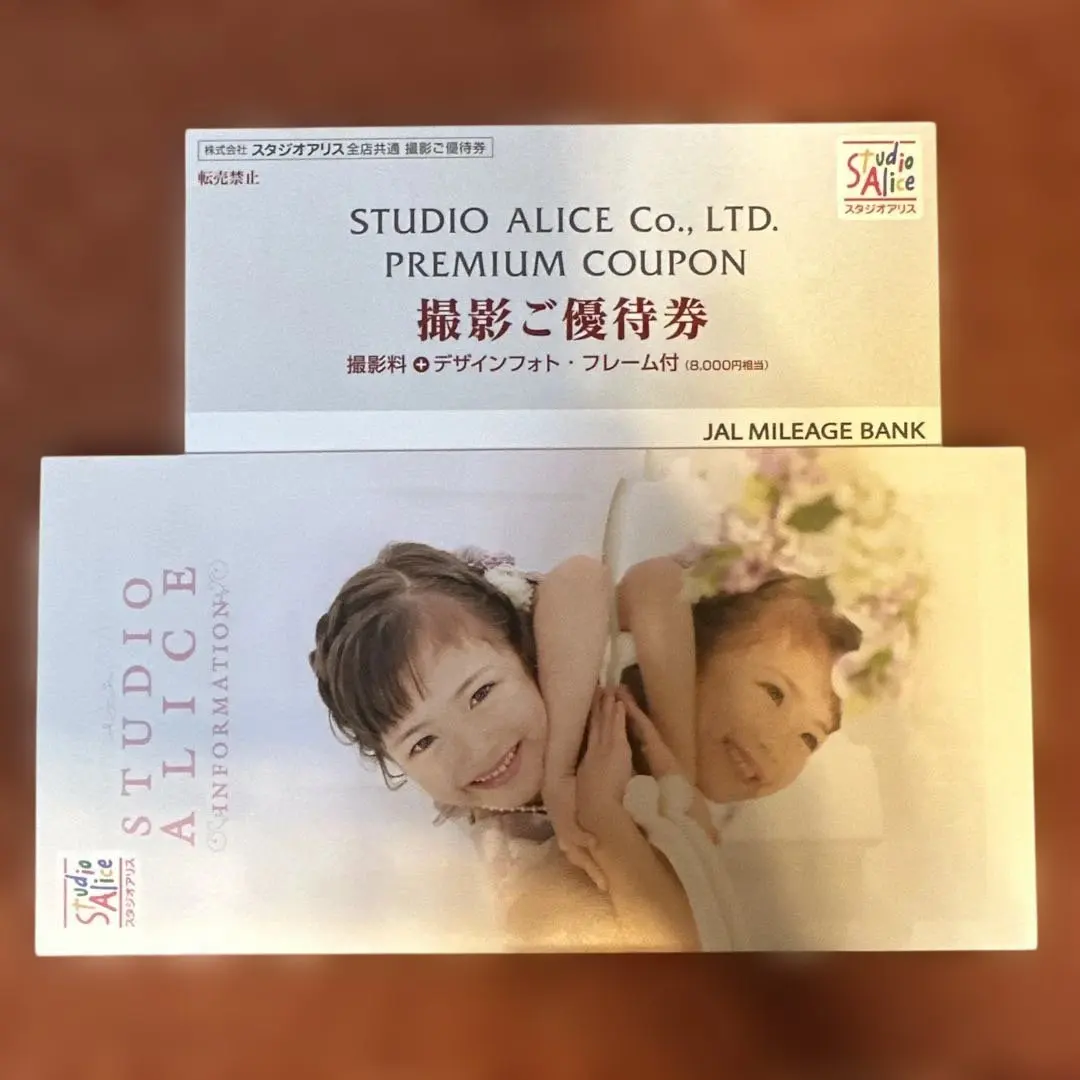 株式会社 スタジオアリス 全店共通 撮影ご優待券
転売禁止
Studio
Alice
スタジオアリス
STUDIO ALICE Co., LTD.
PREMIUM COUPON
撮影ご優待券
撮影料 + デザインフォト・フレーム付 (8,000円相当)
JAL MILEAGE BANK
STUDIO
ALICE
INFORMATION
Studio
Alice
スタジオアリス